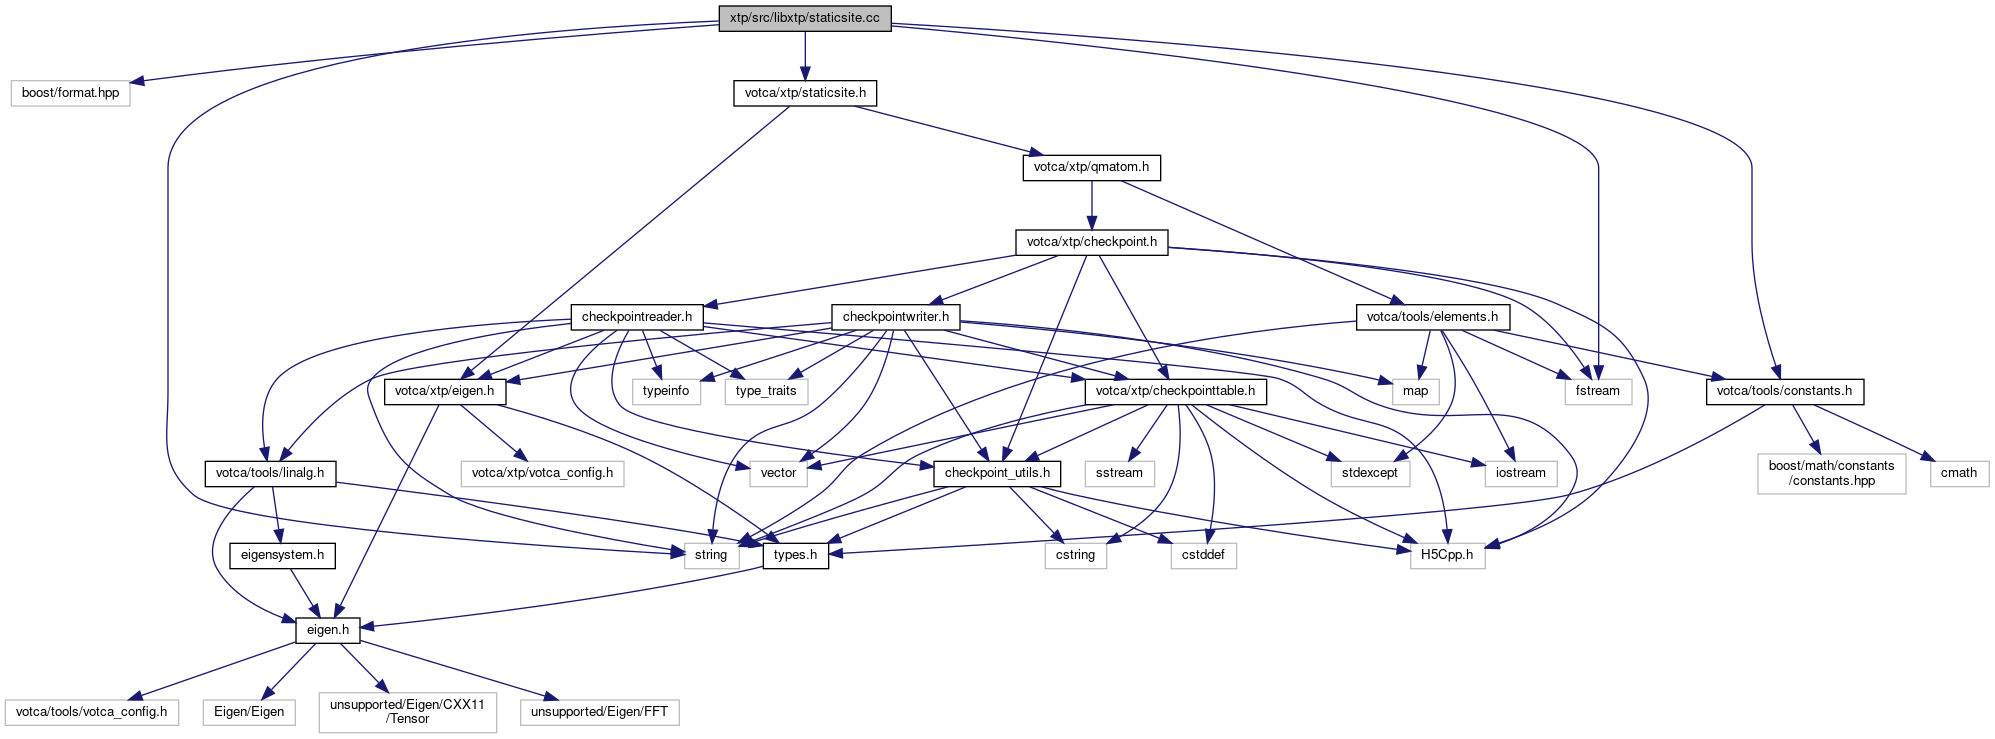 xtp/src/libxtp/staticsite.cc
boost/format.hpp
votca/xtp/staticsite.h
votca/xtp/qmatom.h
votca/xtp/checkpoint.h
checkpointreader.h
checkpointwriter.h
votca/tools/elements.h
votca/xtp/eigen.h
typeinfo
type_traits
votca/xtp/checkpointtable.h
map
fstream
votca/tools/constants.h
votca/tools/linalg.h
votca/xtp/votca_config.h
vector
checkpoint_utils.h
sstream
stdexcept
iostream
boost/math/constants
/constants.hpp
cmath
eigensystem.h
string
types.h
cstring
cstddef
H5Cpp.h
eigen.h
votca/tools/votca_config.h
Eigen/Eigen
unsupported/Eigen/CXX11
/Tensor
unsupported/Eigen/FFT